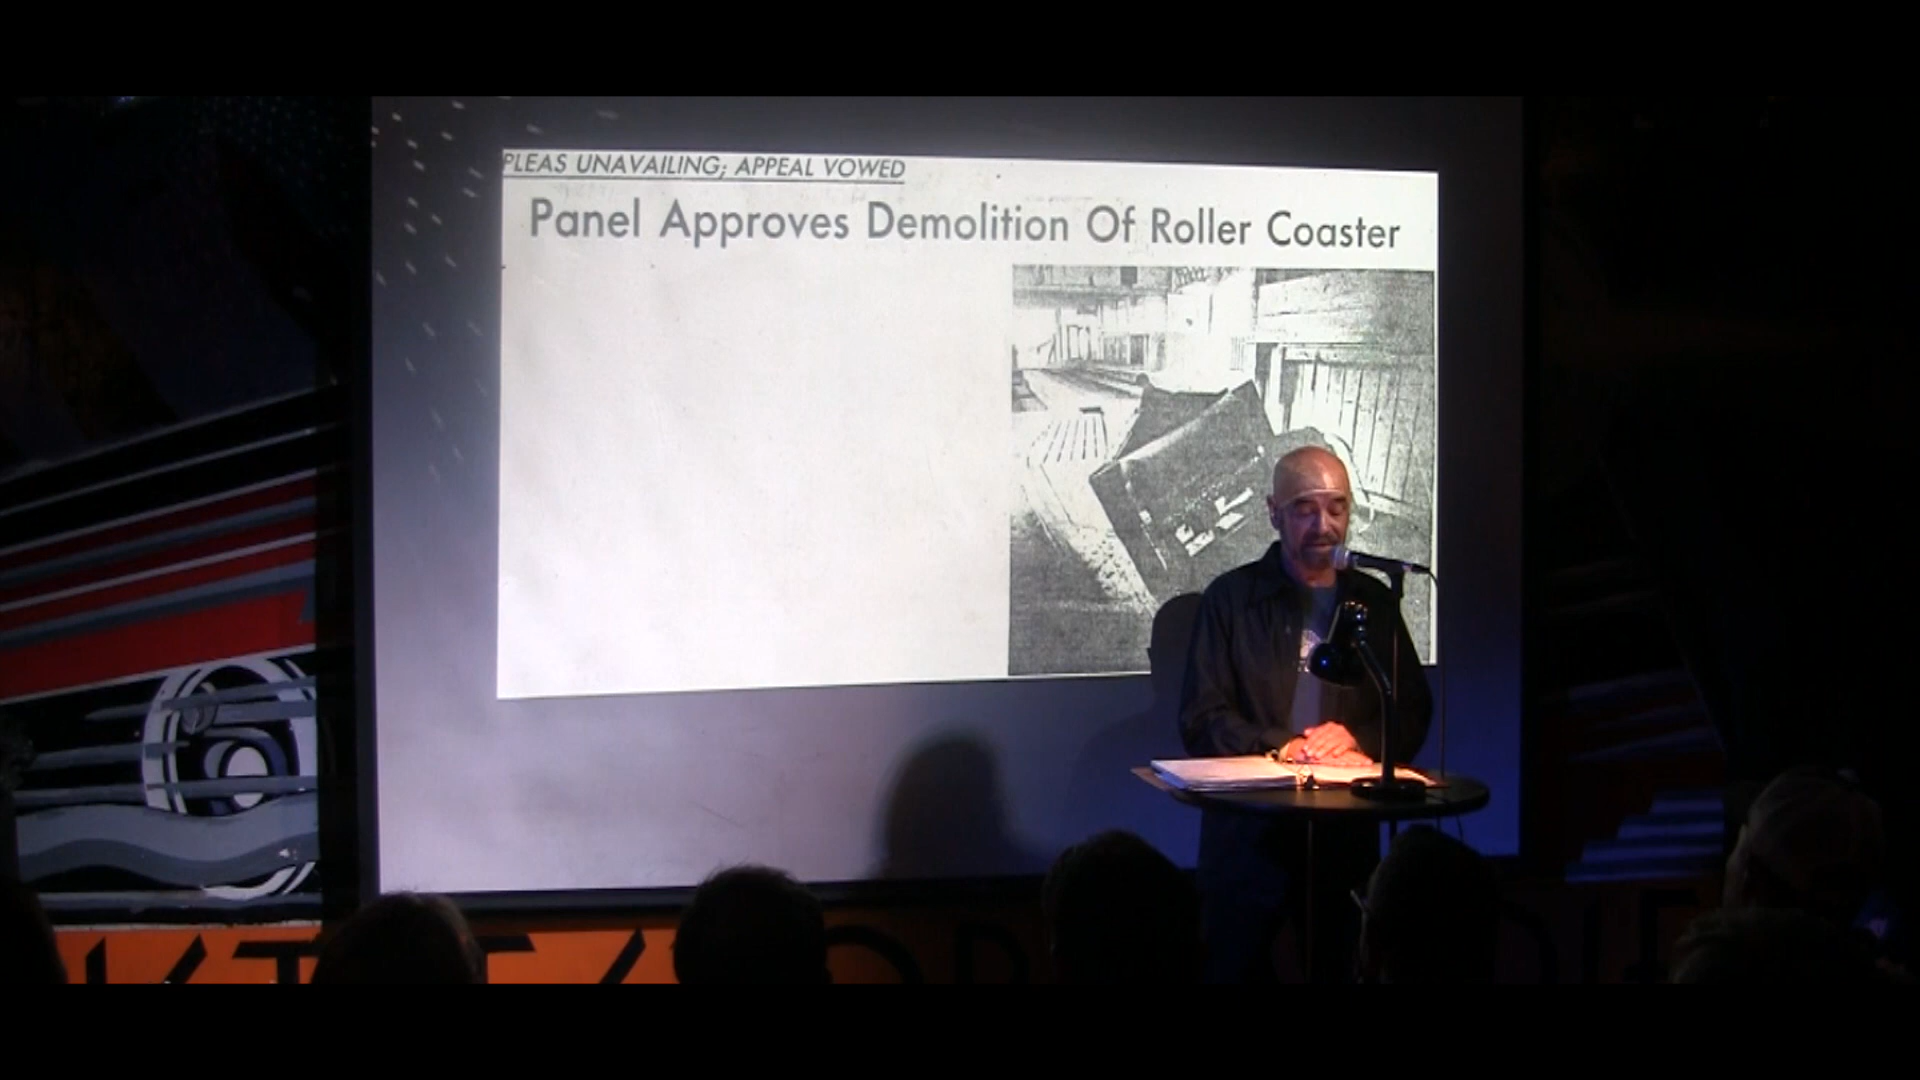 PLEAS UNAVAILING; APPEAL VOWED
Panel Approves Demolition Of Roller Coaster